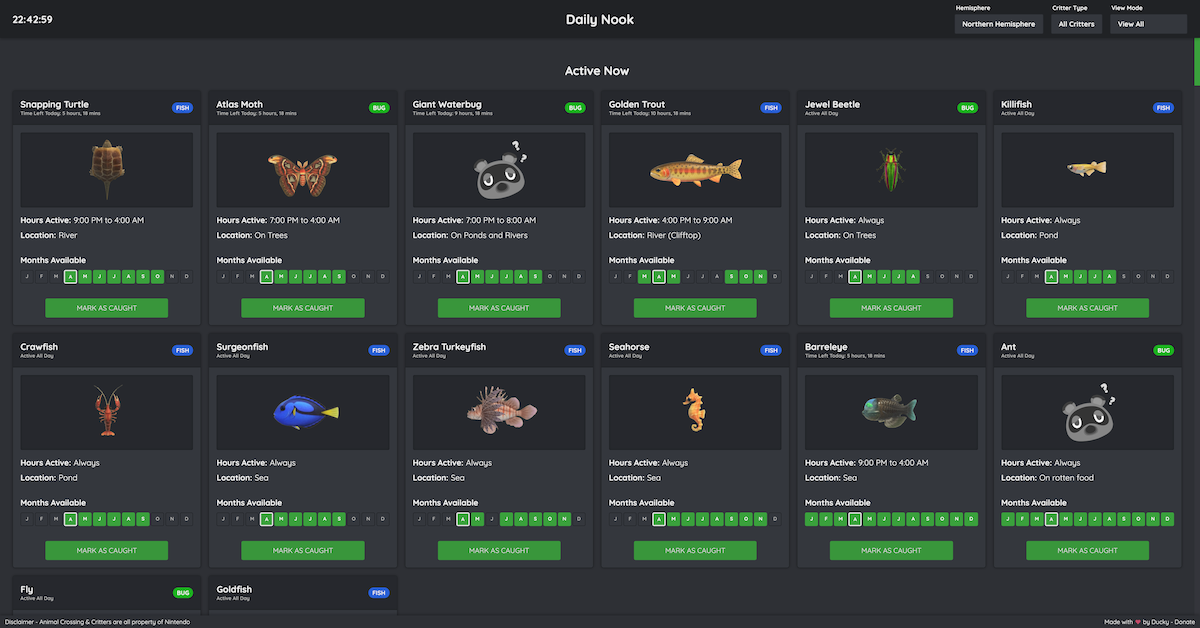 22:42:59
Daily Nook
Hemisphere
Northern Hemisphere
Critter Type
All Critters
View Mode
View All
Active Now
Snapping Turtle
Time Left Today: 5 hours, 18 mins
FISH
Hours Active: 9:00 PM to 4:00 AM
Location: River
Months Available
J F M A M J J A S O N D
MARK AS CAUGHT
Atlas Moth
Time Left Today: 5 hours, 18 mins
BUG
Hours Active: 7:00 PM to 4:00 AM
Location: On Trees
Months Available
J F M A M J J A S O N D
MARK AS CAUGHT
Giant Waterbug
Time Left Today: 9 hours, 18 mins
BUG
? ?
Hours Active: 7:00 PM to 8:00 AM
Location: On Ponds and Rivers
Months Available
J F M A M J J A S O N D
MARK AS CAUGHT
Golden Trout
Time Left Today: 10 hours, 18 mins
FISH
Hours Active: 4:00 PM to 9:00 AM
Location: River (Clifftop)
Months Available
J F M A M J J A S O N D
MARK AS CAUGHT
Jewel Beetle
Active All Day
BUG
Hours Active: Always
Location: On Trees
Months Available
J F M A M J J A S O N D
MARK AS CAUGHT
Killifish
Active All Day
FISH
Hours Active: Always
Location: Pond
Months Available
J F M A M J J A S O N D
MARK AS CAUGHT
Crawfish
Active All Day
FISH
Hours Active: Always
Location: Pond
Months Available
J F M A M J J A S O N D
MARK AS CAUGHT
Surgeonfish
Active All Day
FISH
Hours Active: Always
Location: Sea
Months Available
J F M A M J J A S O N D
MARK AS CAUGHT
Zebra Turkeyfish
Active All Day
FISH
Hours Active: Always
Location: Sea
Months Available
J F M A M J J A S O N D
MARK AS CAUGHT
Seahorse
Active All Day
FISH
Hours Active: Always
Location: Sea
Months Available
J F M A M J J A S O N D
MARK AS CAUGHT
Barreleye
Time Left Today: 5 hours, 18 mins
FISH
Hours Active: 9:00 PM to 4:00 AM
Location: Sea
Months Available
J F M A M J J A S O N D
MARK AS CAUGHT
Ant
Active All Day
BUG
? ?
Hours Active: Always
Location: On rotten food
Months Available
J F M A M J J A S O N D
MARK AS CAUGHT
Fly
Active All Day
BUG
Goldfish
Active All Day
FISH
Disclaimer - Animal Crossing & Critters are all property of Nintendo
Made with ❤ by Ducky - Donate